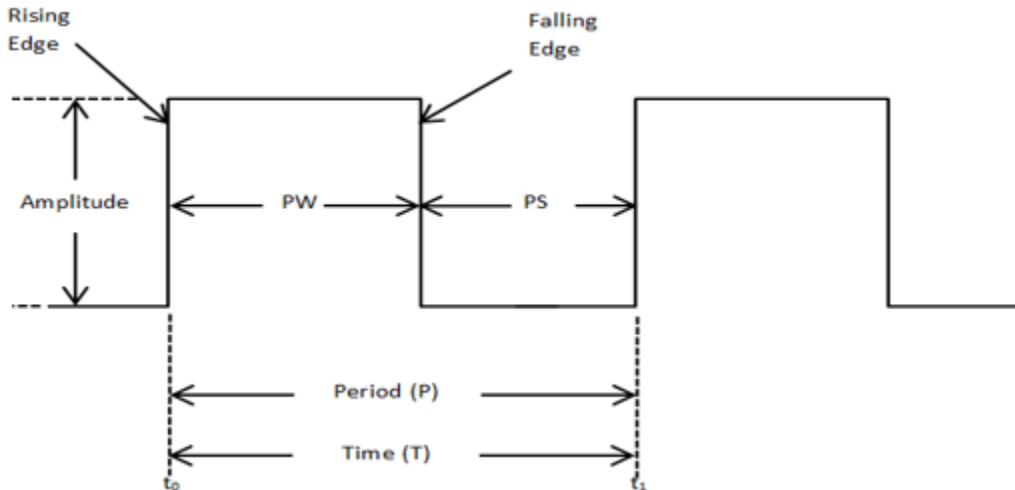 Rising
Edge
Falling
Edge
Amplitude
PW
PS
Period (P)
Time (T)
t₀
t₁